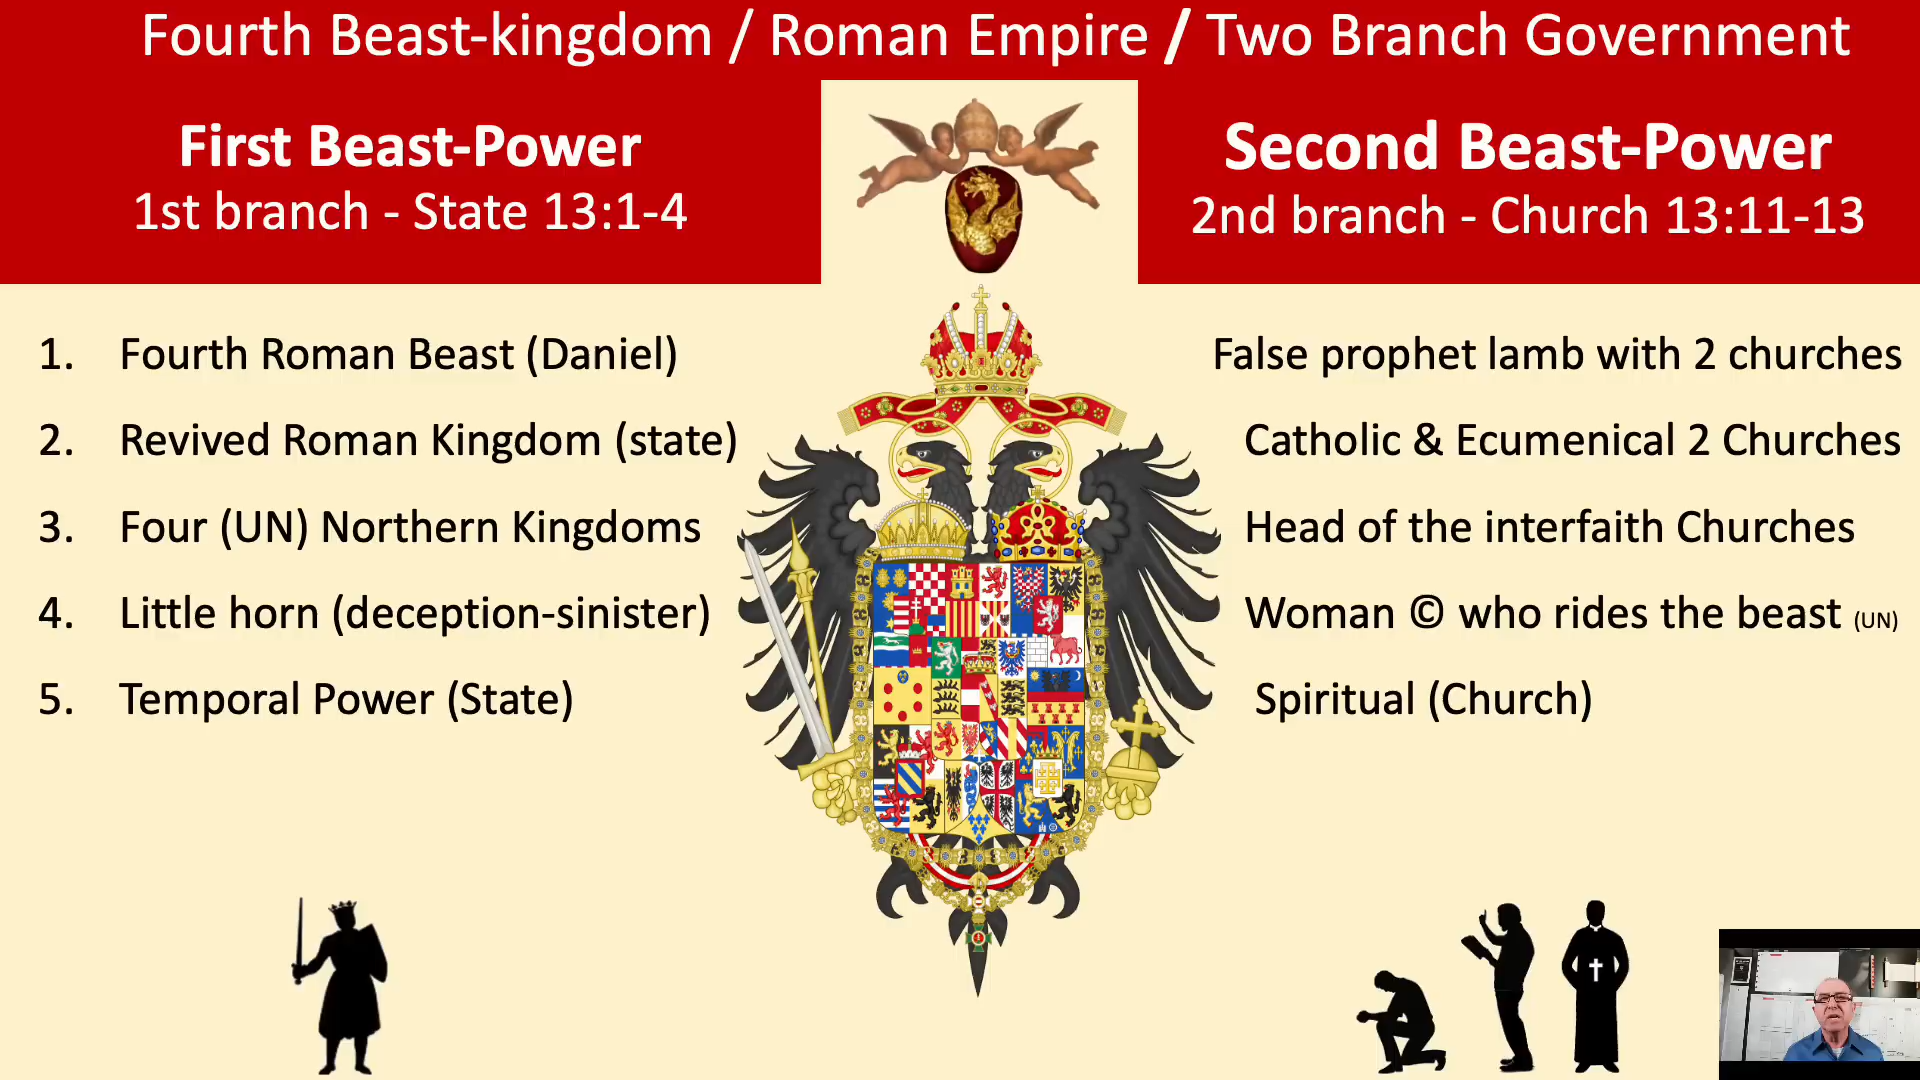 Fourth Beast-kingdom / Roman Empire / Two Branch Government
First Beast-Power
1st branch - State 13:1-4
Second Beast-Power
2nd branch - Church 13:11-13
1. Fourth Roman Beast (Daniel)
2. Revived Roman Kingdom (state)
3. Four (UN) Northern Kingdoms
4. Little horn (deception-sinister)
5. Temporal Power (State)
False prophet lamb with 2 churches
Catholic & Ecumenical 2 Churches
Head of the interfaith Churches
Woman © who rides the beast (UN)
Spiritual (Church)